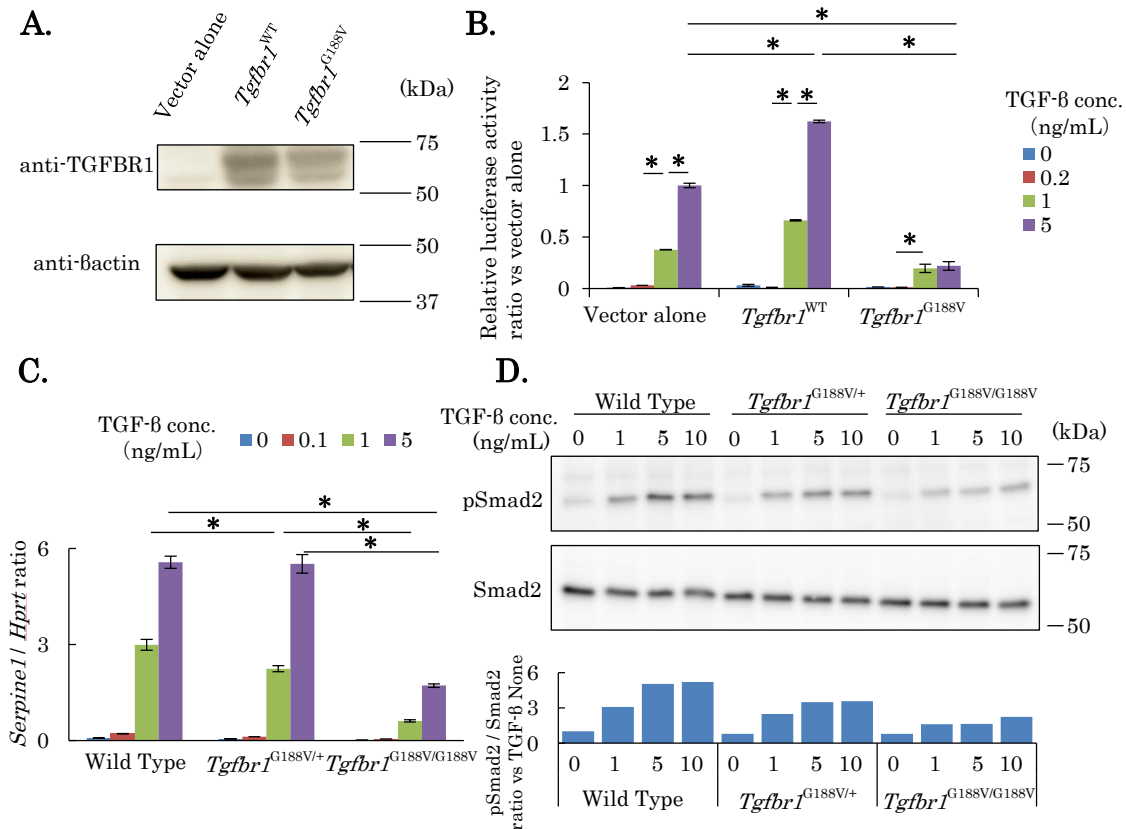 A.
Vector alone
Tgfbr1WT
Tgfbr1G188V
(kDa)
anti-TGFBR1
75
50
anti-βactin
50
37
B.
*
* *
Relative luciferase activity
ratio vs vector alone
2
1.5
1
0.5
0
* *
* *
*
Vector alone Tgfbr1WT Tgfbr1G188V
TGF-β conc.
(ng/mL)
0
0.2
1
5
C.
TGF-β conc.
(ng/mL)
0 0.1 1 5
*
* *
*
Serpine1 / Hprt ratio
6
3
0
Wild Type Tgfbr1G188V/+ Tgfbr1G188V/G188V
D.
Wild Type Tgfbr1G188V/+ Tgfbr1G188V/G188V
TGF-β conc.
(ng/mL)
0 1 5 10 0 1 5 10 0 1 5 10
(kDa)
pSmad2
75
50
Smad2
75
50
pSmad2 / Smad2
ratio vs TGF-β None
6
3
0
0 1 5 10 0 1 5 10 0 1 5 10
Wild Type Tgfbr1G188V/+ Tgfbr1G188V/G188V